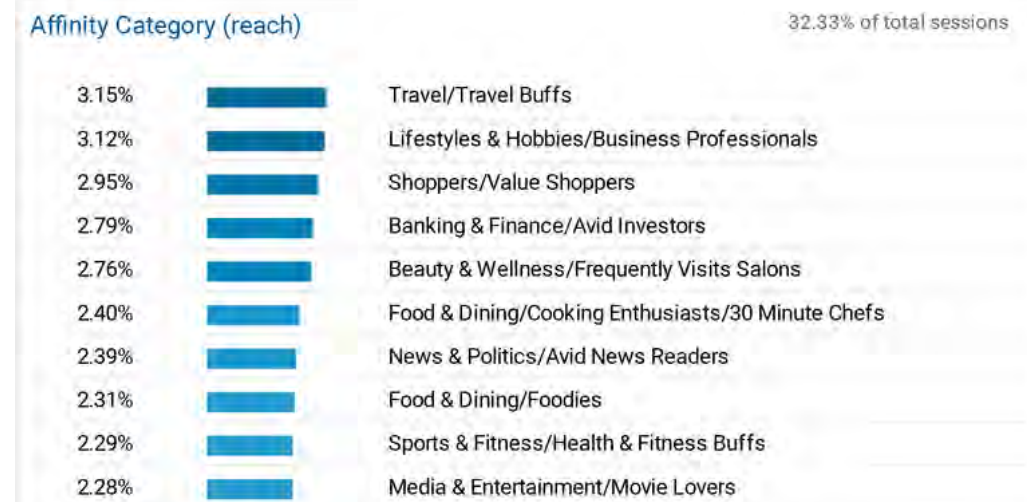 Affinity Category (reach) 32.33% of total sessions
3.15% Travel/Travel Buffs
3.12% Lifestyles & Hobbies/Business Professionals
2.95% Shoppers/Value Shoppers
2.79% Banking & Finance/Avid Investors
2.76% Beauty & Wellness/Frequently Visits Salons
2.40% Food & Dining/Cooking Enthusiasts/30 Minute Chefs
2.39% News & Politics/Avid News Readers
2.31% Food & Dining/Foodies
2.29% Sports & Fitness/Health & Fitness Buffs
2.28% Media & Entertainment/Movie Lovers